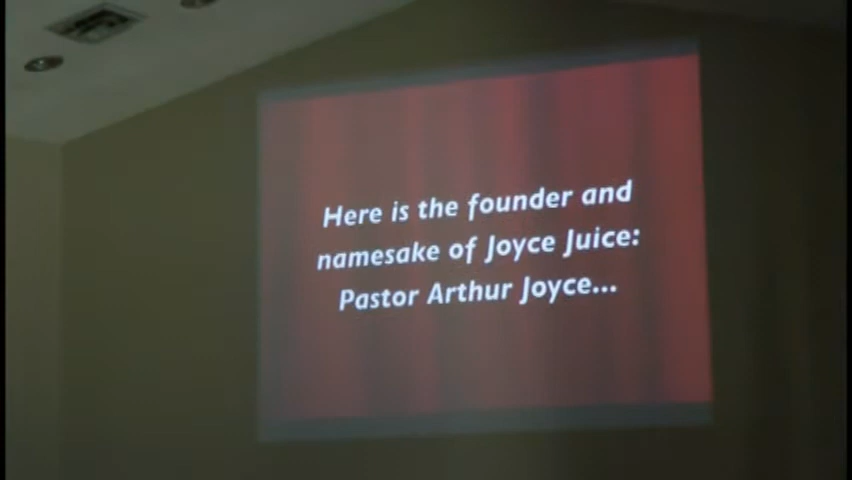 Here is the founder and
namesake of Joyce Juice:
Pastor Arthur Joyce...